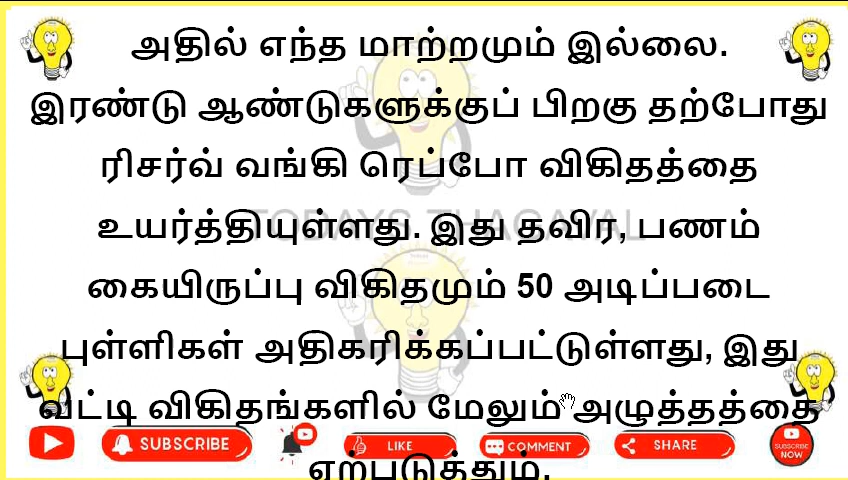 அதில் எந்த மாற்றமும் இல்லை.
இரண்டு ஆண்டுகளுக்குப் பிறகு தற்போது
ரிசர்வ் வங்கி ரெப்போ விகிதத்தை
உயர்த்தியுள்ளது. இது தவிர, பணம்
TODAYS THAGAVAL
கையிருப்பு விகிதமும் 50 அடிப்படை
புள்ளிகள் அதிகரிக்கப்பட்டுள்ளது, இது
வட்டி விகிதங்களில் மேலும் அழுத்தத்தை
SUBSCRIBE LIKE COMMENT SHARE SUBSCRIBE NOW
ஏற்படுத்தும்.